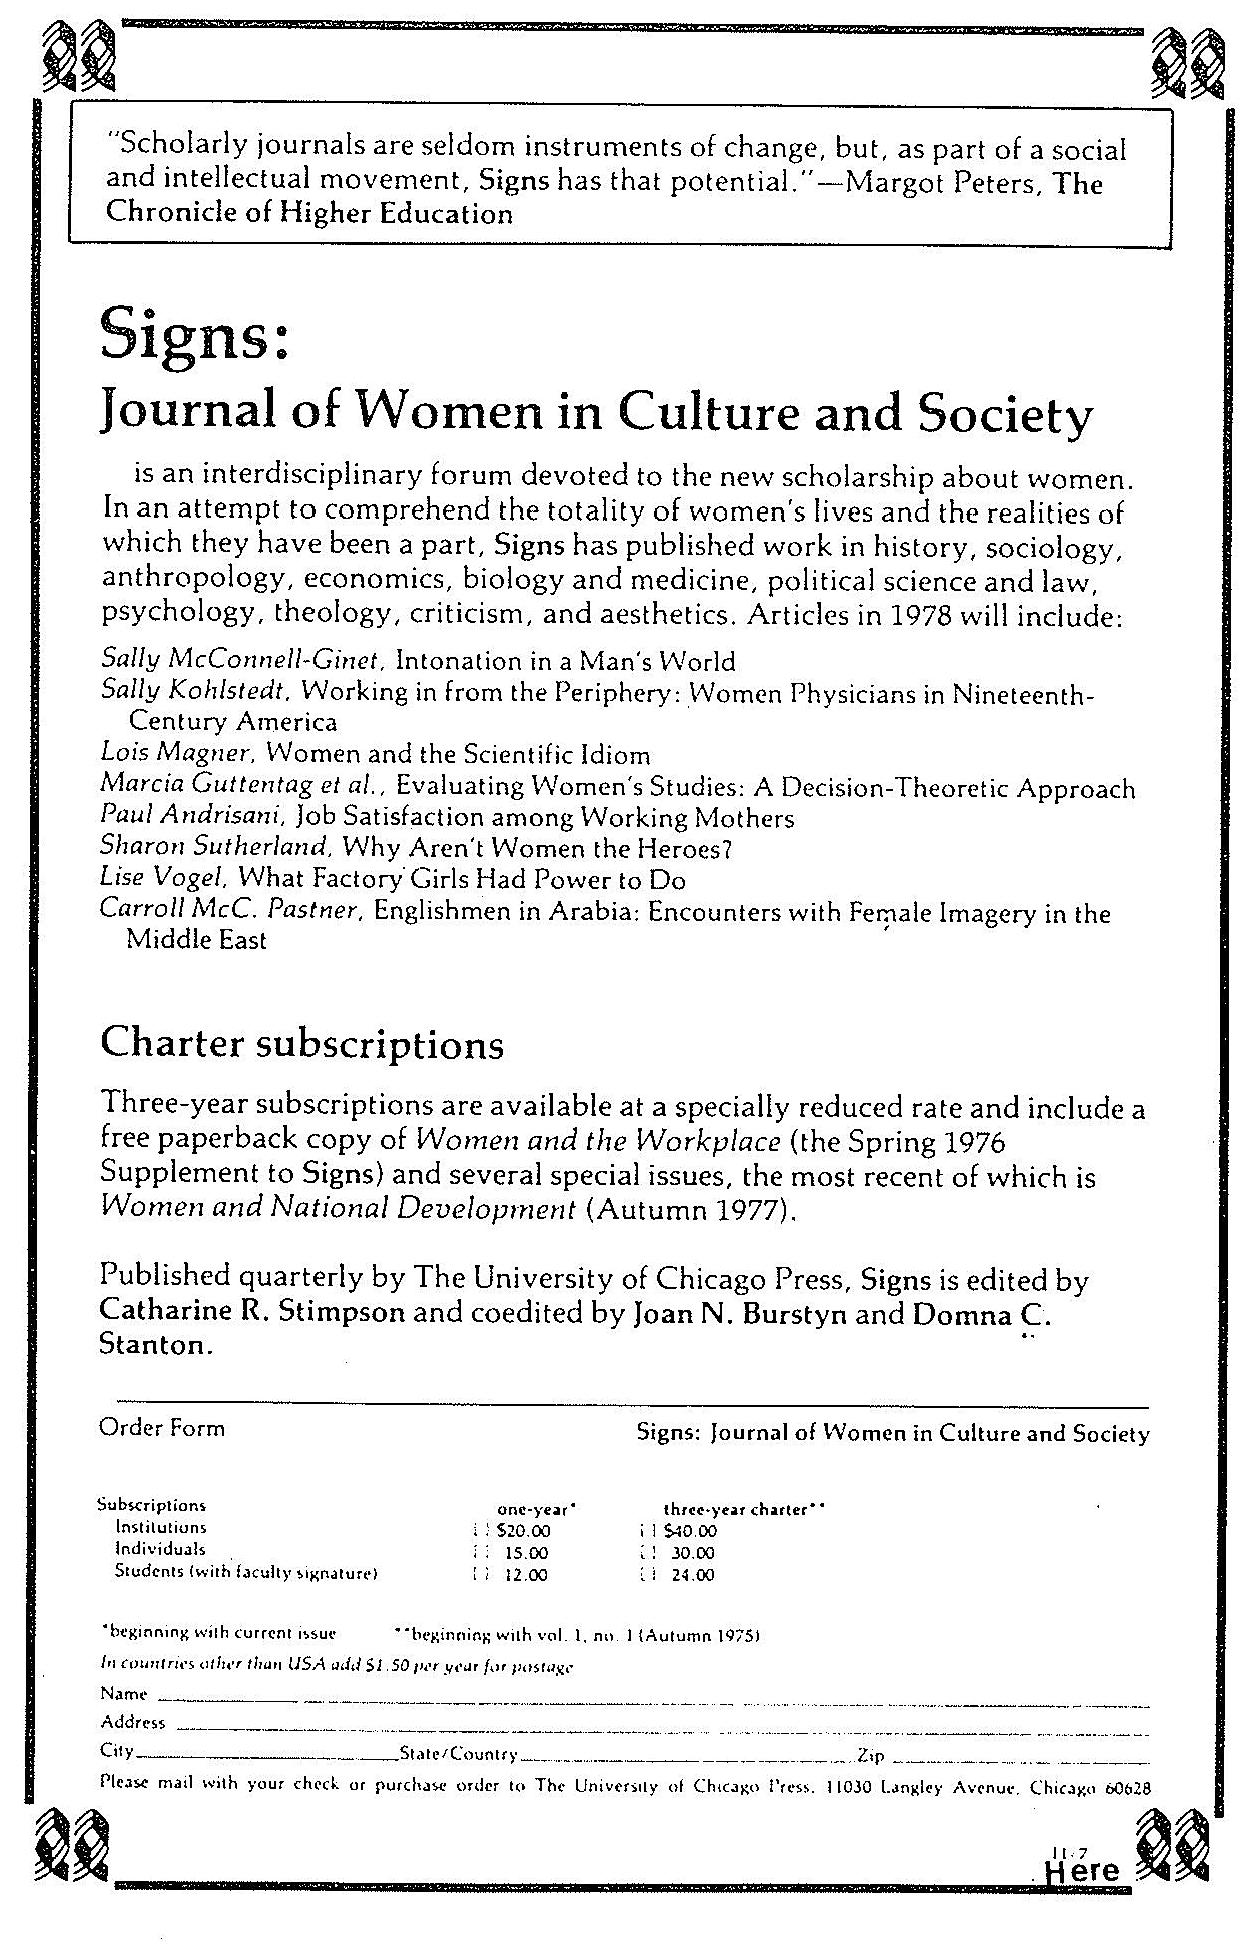 "Scholarly journals are seldom instruments of change, but, as part of a social
and intellectual movement, Signs has that potential."—Margot Peters, The
Chronicle of Higher Education
Signs:
Journal of Women in Culture and Society
is an interdisciplinary forum devoted to the new scholarship about women.
In an attempt to comprehend the totality of women's lives and the realities of
which they have been a part, Signs has published work in history, sociology,
anthropology, economics, biology and medicine, political science and law,
psychology, theology, criticism, and aesthetics. Articles in 1978 will include:
Sally McConnell-Ginet, Intonation in a Man's World
Sally Kohlstedt, Working in from the Periphery: Women Physicians in Nineteenth-
Century America
Lois Magner, Women and the Scientific Idiom
Marcia Guttentag et al., Evaluating Women's Studies: A Decision-Theoretic Approach
Paul Andrisani, Job Satisfaction among Working Mothers
Sharon Sutherland, Why Aren't Women the Heroes?
Lise Vogel, What Factory Girls Had Power to Do
Carroll McC. Pastner, Englishmen in Arabia: Encounters with Female Imagery in the
Middle East
Charter subscriptions
Three-year subscriptions are available at a specially reduced rate and include a
free paperback copy of Women and the Workplace (the Spring 1976
Supplement to Signs) and several special issues, the most recent of which is
Women and National Development (Autumn 1977).
Published quarterly by The University of Chicago Press, Signs is edited by
Catharine R. Stimpson and coedited by Joan N. Burstyn and Domna C.
Stanton.
Order Form Signs: Journal of Women in Culture and Society
Subscriptions one-year* three-year charter**
Institutions [ ] $20.00 [ ] $40.00
Individuals [ ] 15.00 [ ] 30.00
Students (with faculty signature) [ ] 12.00 [ ] 24.00
*beginning with current issue **beginning with vol. 1, no. 1 (Autumn 1975)
In countries other than USA add $1.50 per year for postage
Name
Address
City State/Country Zip
Please mail with your check or purchase order to The University of Chicago Press, 11030 Langley Avenue, Chicago 60628
11.7
Here